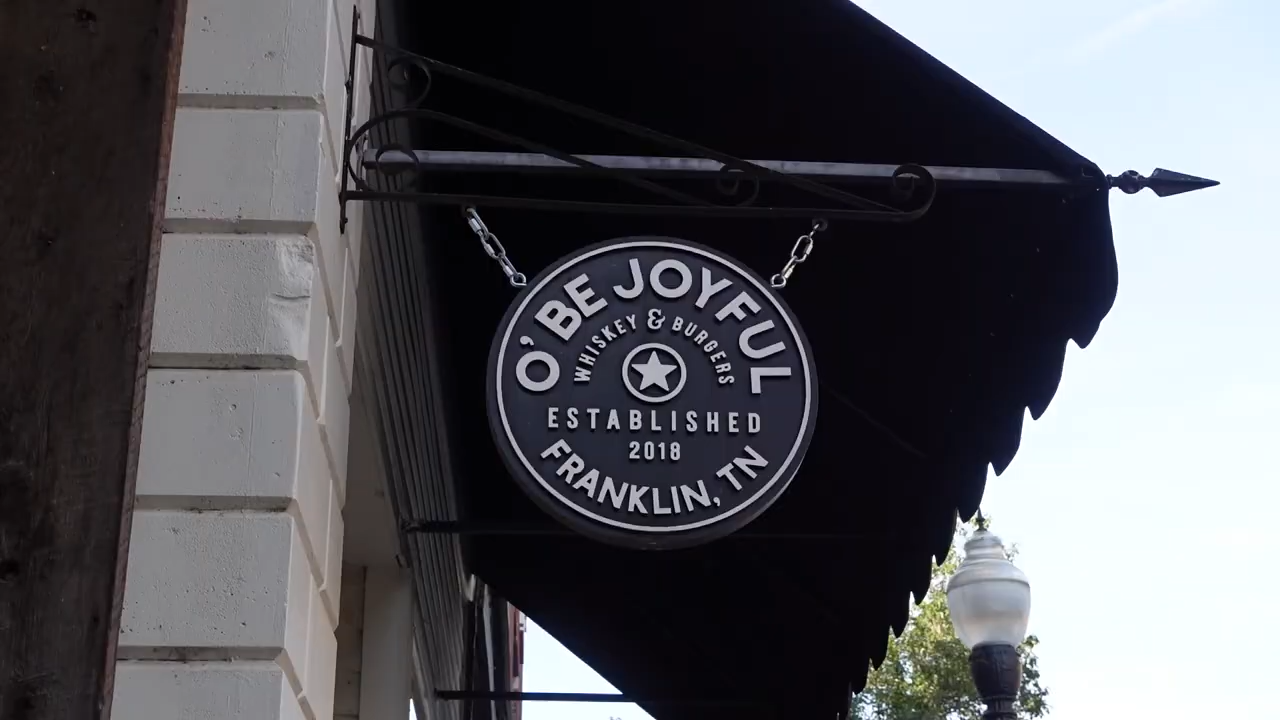 O' BE JOYFUL
WHISKEY & BURGERS
ESTABLISHED
2018
FRANKLIN, TN